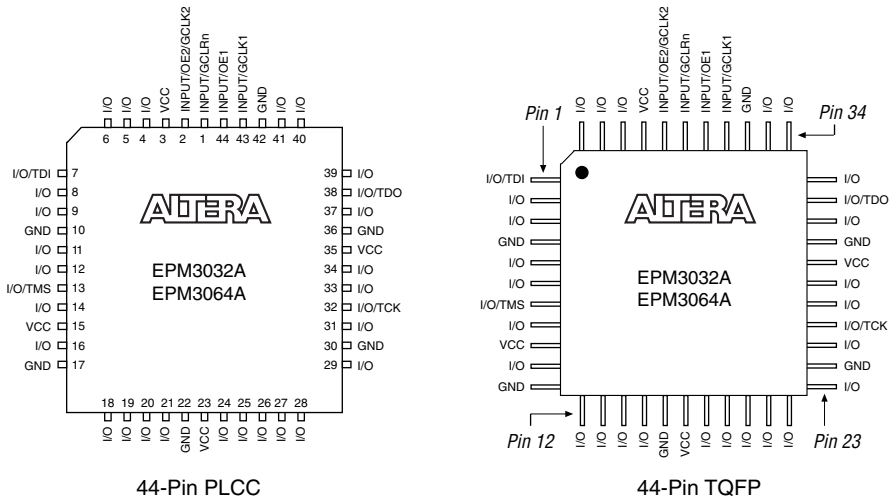 I/O
I/O
I/O
VCC
INPUT/OE2/GCLK2
INPUT/GCLRn
INPUT/OE1
INPUT/GCLK1
GND
I/O
I/O
6 5 4 3 2 1 44 43 42 41 40
I/O/TDI 7
I/O 8
I/O 9
GND 10
I/O 11
I/O 12
I/O/TMS 13
I/O 14
VCC 15
I/O 16
GND 17
ALTERA
EPM3032A
EPM3064A
39 I/O
38 I/O/TDO
37 I/O
36 GND
35 VCC
34 I/O
33 I/O
32 I/O/TCK
31 I/O
30 GND
29 I/O
18 19 20 21 22 23 24 25 26 27 28
I/O
I/O
I/O
I/O
GND
VCC
I/O
I/O
I/O
I/O
I/O
44-Pin PLCC
I/O
I/O
I/O
VCC
INPUT/OE2/GCLK2
INPUT/GCLRn
INPUT/OE1
INPUT/GCLK1
GND
I/O
I/O
Pin 1
Pin 34
I/O/TDI
I/O
I/O
GND
I/O
I/O
I/O/TMS
I/O
VCC
I/O
GND
ALTERA
EPM3032A
EPM3064A
I/O
I/O/TDO
I/O
GND
VCC
I/O
I/O
I/O/TCK
I/O
GND
I/O
Pin 12
Pin 23
I/O
I/O
I/O
I/O
GND
VCC
I/O
I/O
I/O
I/O
I/O
44-Pin TQFP